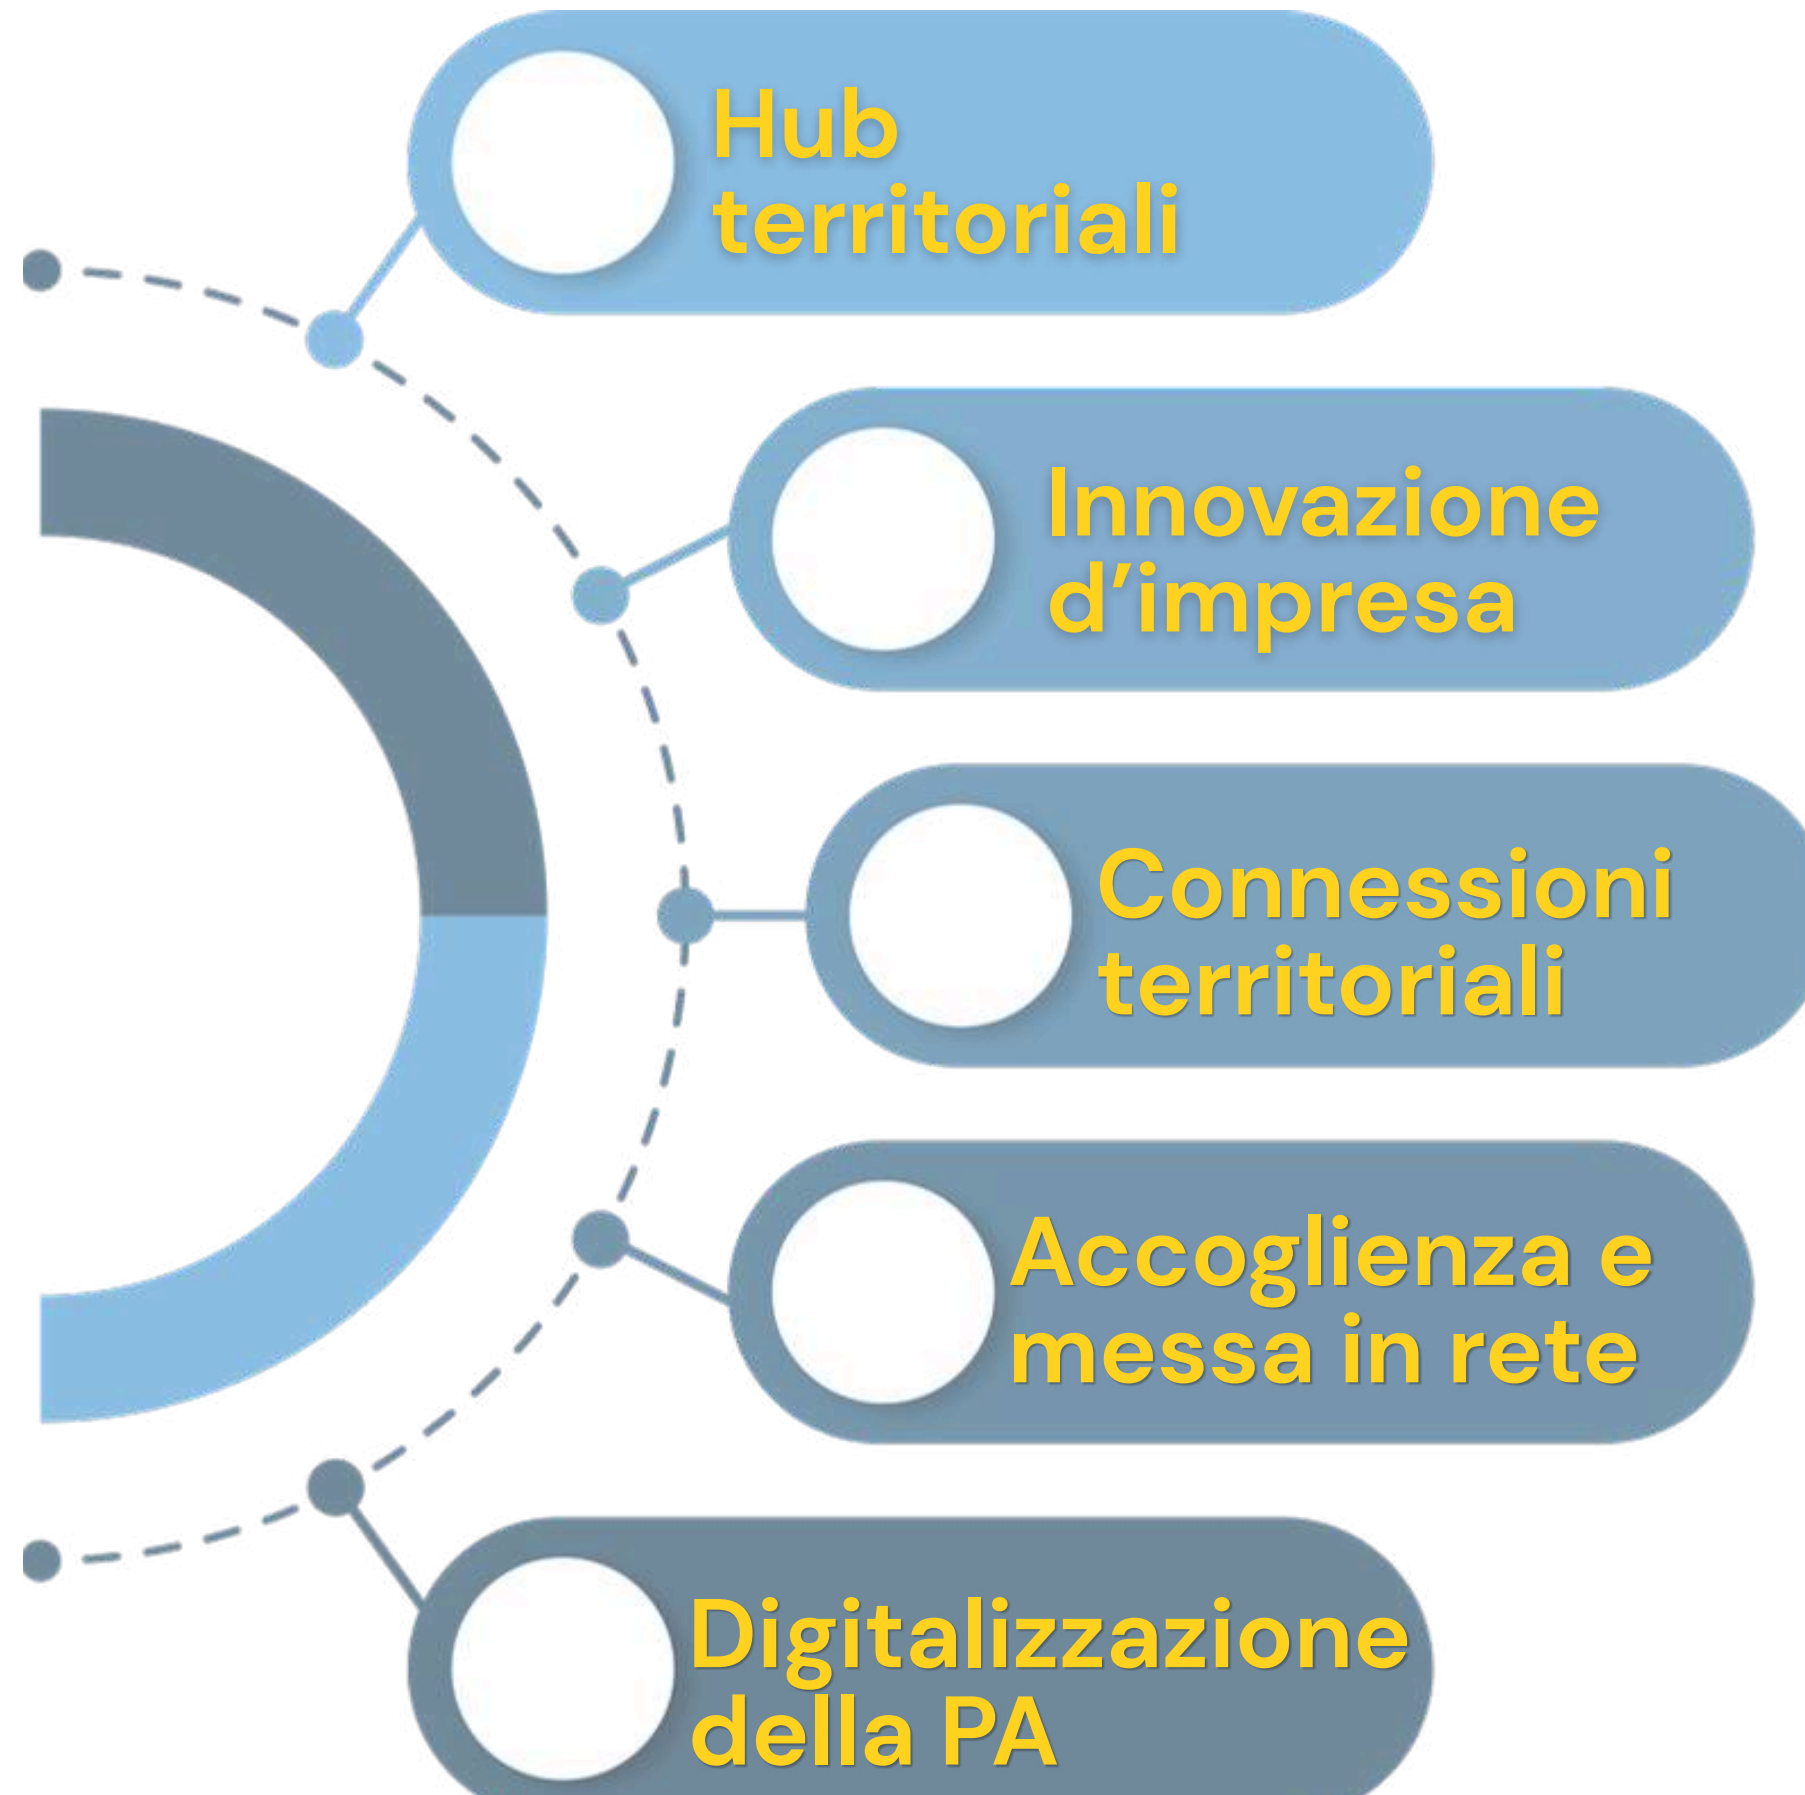 Hub
territoriali
Innovazione
d’impresa
Connessioni
territoriali
Accoglienza e
messa in rete
Digitalizzazione
della PA